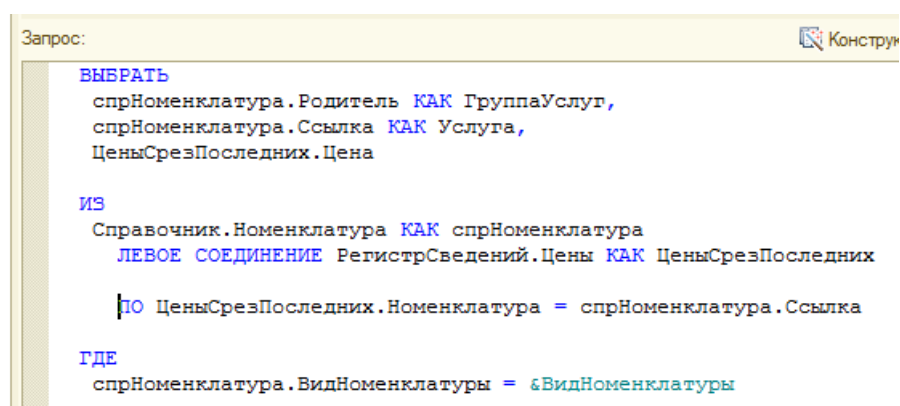 Запрос:
Конструк
ВЫБРАТЬ
спрНоменклатура.Родитель КАК ГруппаУслуг,
спрНоменклатура.Ссылка КАК Услуга,
ЦеныСрезПоследних.Цена
ИЗ
Справочник.Номенклатура КАК спрНоменклатура
ЛЕВОЕ СОЕДИНЕНИЕ РегистрСведений.Цены КАК ЦеныСрезПоследних
ПО ЦеныСрезПоследних.Номенклатура = спрНоменклатура.Ссылка
ГДЕ
спрНоменклатура.ВидНоменклатуры = &ВидНоменклатуры